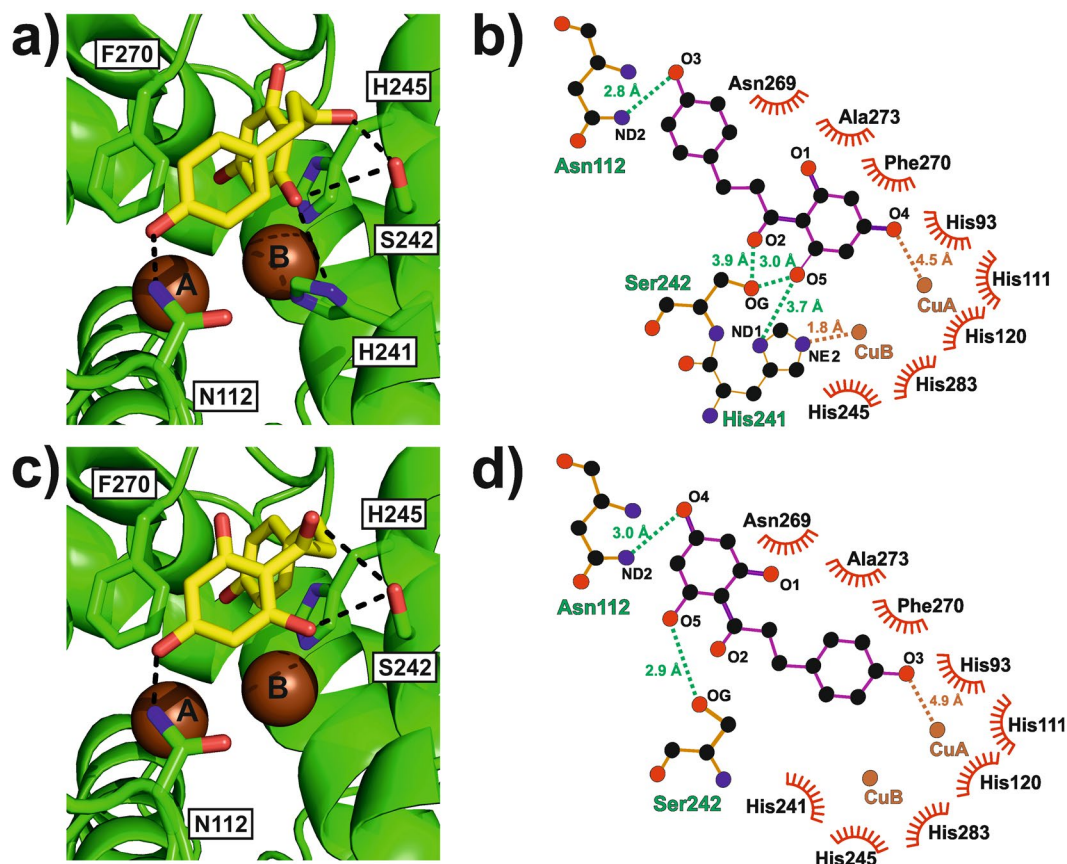 a)
F270
H245
S242
B
A
H241
N112
b)
O3
2.8 Å
ND2
Asn112
Asn269
Ala273
O1
Phe270
O4
His93
O2
4.5 Å
3.9 Å
3.0 Å
O5
His111
Ser242
OG
CuA
3.7 Å
ND1
1.8 Å
His120
NE2
CuB
His283
His245
His241
c)
F270
H245
S242
B
A
N112
d)
O4
3.0 Å
Asn269
ND2
Asn112
O1
Ala273
O5
Phe270
O2
O3
His93
2.9 Å
4.9 Å
OG
His111
CuA
Ser242
CuB
His120
His241
His283
His245